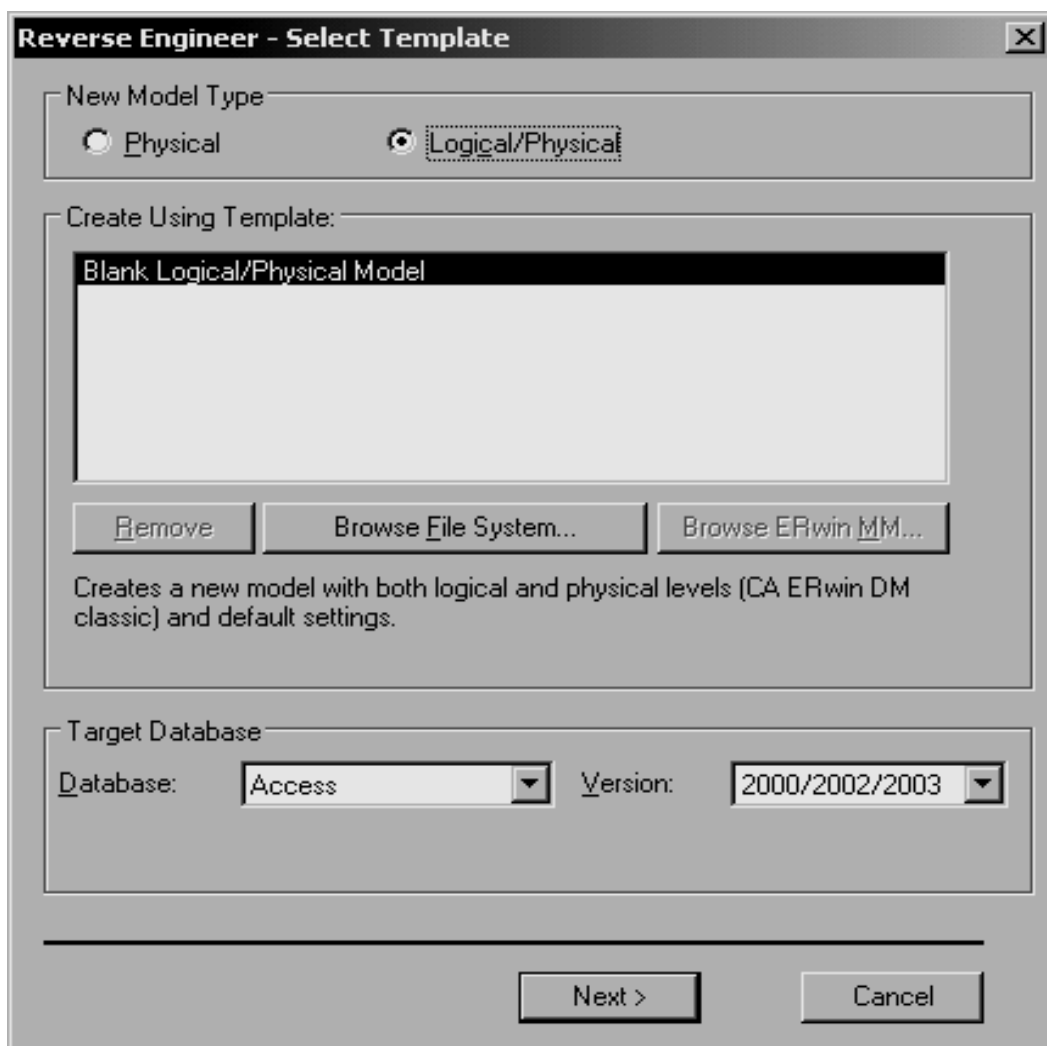 Reverse Engineer - Select Template
New Model Type
Physical
Logical/Physical
Create Using Template:
Blank Logical/Physical Model
Remove
Browse File System...
Browse ERwin MM...
Creates a new model with both logical and physical levels (CA ERwin DM
classic) and default settings.
Target Database
Database:
Access
Version:
2000/2002/2003
Next >
Cancel